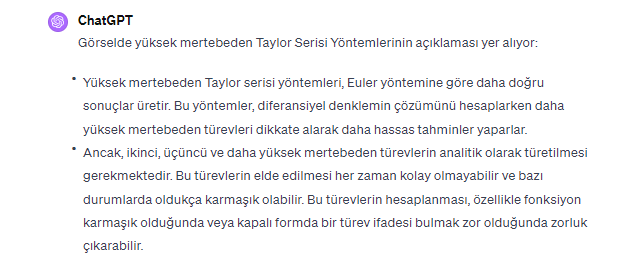 ChatGPT
Görselde yüksek mertebeden Taylor Serisi Yöntemlerinin açıklaması yer alıyor:
• Yüksek mertebeden Taylor serisi yöntemleri, Euler yöntemine göre daha doğru
sonuçlar üretir. Bu yöntemler, diferansiyel denklemin çözümünü hesaplarken daha
yüksek mertebeden türevleri dikkate alarak daha hassas tahminler yaparlar.
• Ancak, ikinci, üçüncü ve daha yüksek mertebeden türevlerin analitik olarak türetilmesi
gerekmektedir. Bu türevlerin elde edilmesi her zaman kolay olmayabilir ve bazı
durumlarda oldukça karmaşık olabilir. Bu türevlerin hesaplanması, özellikle fonksiyon
karmaşık olduğunda veya kapalı formda bir türev ifadesi bulmak zor olduğunda zorluk
çıkarabilir.